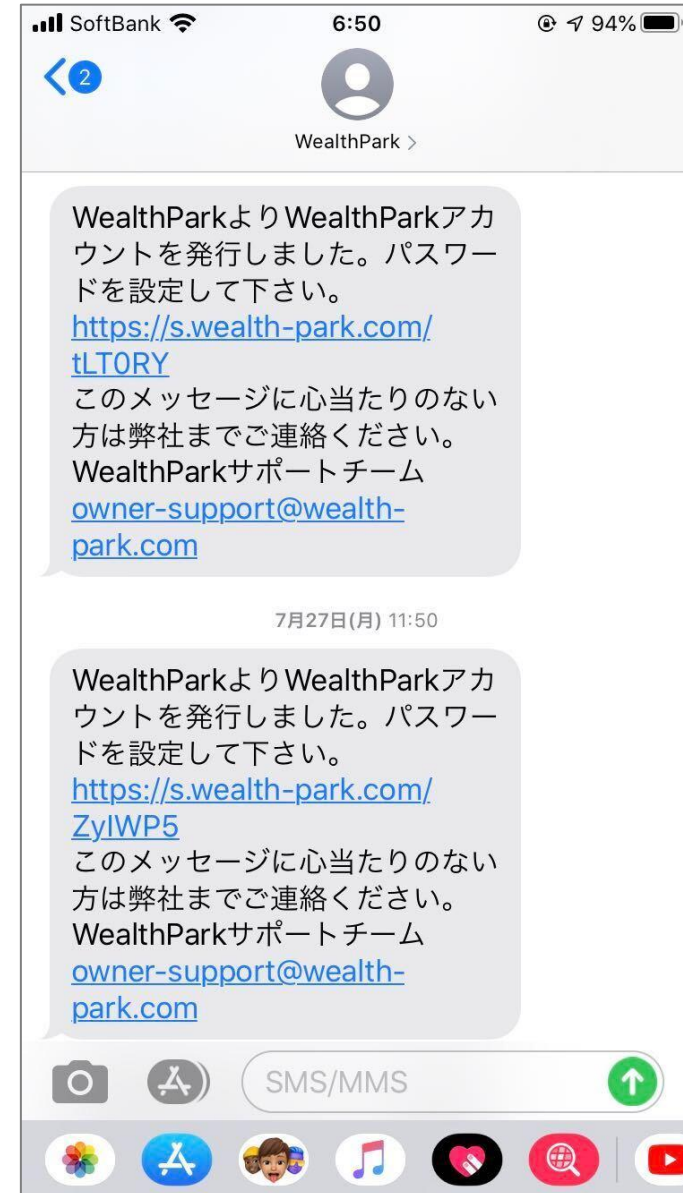 SoftBank 6:50 94%
2
WealthPark
WealthParkよりWealthParkアカ
ウントを発行しました。パスワー
ドを設定して下さい。
https://s.wealth-park.com/
tLT0RY
このメッセージに心当たりのない
方は弊社までご連絡ください。
WealthParkサポートチーム
owner-support@wealth-
park.com
7月27日(月) 11:50
WealthParkよりWealthParkアカ
ウントを発行しました。パスワー
ドを設定して下さい。
https://s.wealth-park.com/
ZyIWP5
このメッセージに心当たりのない
方は弊社までご連絡ください。
WealthParkサポートチーム
owner-support@wealth-
park.com
SMS/MMS